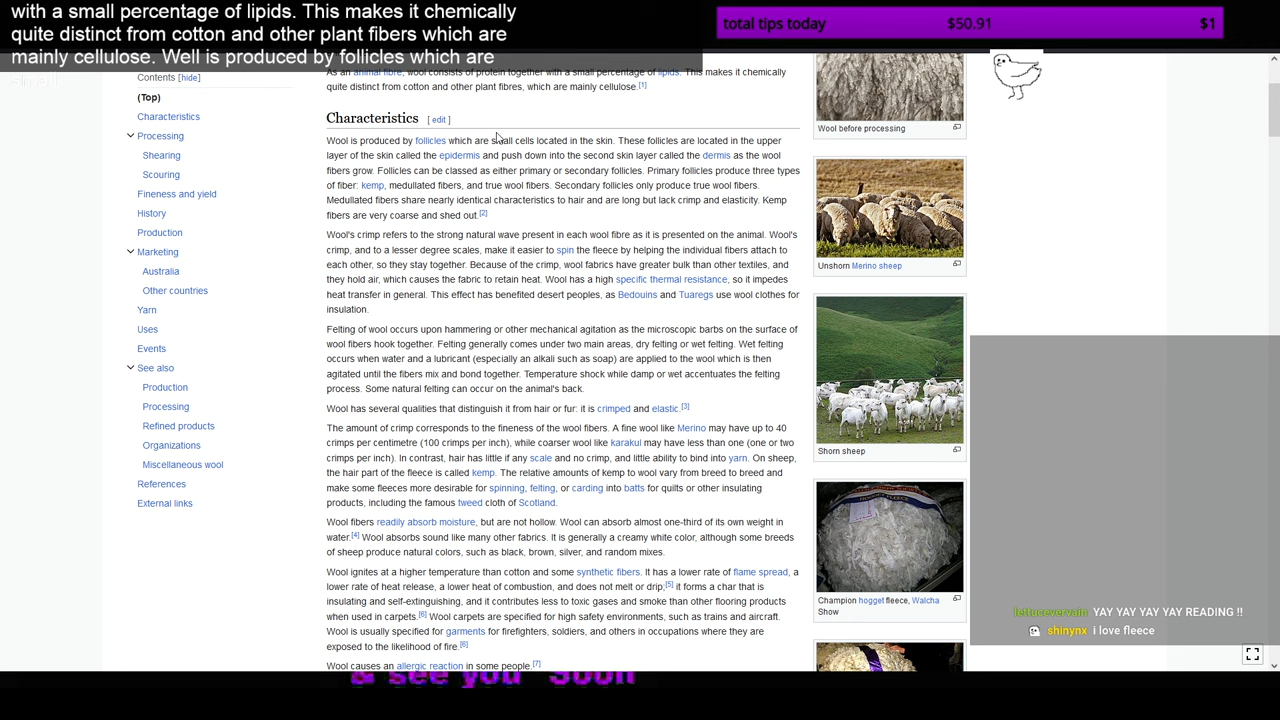 with a small percentage of lipids. This makes it chemically
quite distinct from cotton and other plant fibers which are
mainly cellulose. Well is produced by follicles which are
small
total tips today $50.91 $1
Contents [hide]
(Top)
Characteristics
Processing
Shearing
Scouring
Fineness and yield
History
Production
Marketing
Australia
Other countries
Yarn
Uses
Events
See also
Production
Processing
Refined products
Organizations
Miscellaneous wool
References
External links
As an animal fibre, wool consists of protein together with a small percentage of lipids. This makes it chemically
quite distinct from cotton and other plant fibres, which are mainly cellulose.[1]
Characteristics [ edit ]
Wool is produced by follicles which are small cells located in the skin. These follicles are located in the upper
layer of the skin called the epidermis and push down into the second skin layer called the dermis as the wool
fibers grow. Follicles can be classed as either primary or secondary follicles. Primary follicles produce three types
of fiber: kemp, medullated fibers, and true wool fibers. Secondary follicles only produce true wool fibers.
Medullated fibers share nearly identical characteristics to hair and are long but lack crimp and elasticity. Kemp
fibers are very coarse and shed out.[2]
Wool's crimp refers to the strong natural wave present in each wool fibre as it is presented on the animal. Wool's
crimp, and to a lesser degree scales, make it easier to spin the fleece by helping the individual fibers attach to
each other, so they stay together. Because of the crimp, wool fabrics have greater bulk than other textiles, and
they hold air, which causes the fabric to retain heat. Wool has a high specific thermal resistance, so it impedes
heat transfer in general. This effect has benefited desert peoples, as Bedouins and Tuaregs use wool clothes for
insulation.
Felting of wool occurs upon hammering or other mechanical agitation as the microscopic barbs on the surface of
wool fibers hook together. Felting generally comes under two main areas, dry felting or wet felting. Wet felting
occurs when water and a lubricant (especially an alkali such as soap) are applied to the wool which is then
agitated until the fibers mix and bond together. Temperature shock while damp or wet accentuates the felting
process. Some natural felting can occur on the animal's back.
Wool has several qualities that distinguish it from hair or fur: it is crimped and elastic.[3]
The amount of crimp corresponds to the fineness of the wool fibers. A fine wool like Merino may have up to 40
crimps per centimetre (100 crimps per inch), while coarser wool like karakul may have less than one (one or two
crimps per inch). In contrast, hair has little if any scale and no crimp, and little ability to bind into yarn. On sheep,
the hair part of the fleece is called kemp. The relative amounts of kemp to wool vary from breed to breed and
make some fleeces more desirable for spinning, felting, or carding into batts for quilts or other insulating
products, including the famous tweed cloth of Scotland.
Wool fibers readily absorb moisture, but are not hollow. Wool can absorb almost one-third of its own weight in
water.[4] Wool absorbs sound like many other fabrics. It is generally a creamy white color, although some breeds
of sheep produce natural colors, such as black, brown, silver, and random mixes.
Wool ignites at a higher temperature than cotton and some synthetic fibers. It has a lower rate of flame spread, a
lower rate of heat release, a lower heat of combustion, and does not melt or drip;[5] it forms a char that is
insulating and self-extinguishing, and it contributes less to toxic gases and smoke than other flooring products
when used in carpets.[6] Wool carpets are specified for high safety environments, such as trains and aircraft.
Wool is usually specified for garments for firefighters, soldiers, and others in occupations where they are
exposed to the likelihood of fire.[6]
Wool causes an allergic reaction in some people.[7]
Wool before processing
Unshorn Merino sheep
Shorn sheep
Champion hogget fleece, Walcha
Show
lettucevervain YAY YAY YAY YAY READING !!
shinynx i love fleece
& see you Soon